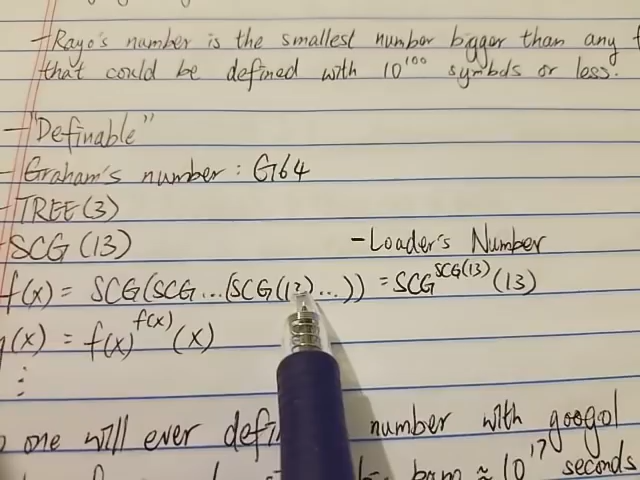 -Rayo's number is the smallest number bigger than any
that could be defined with 10^100 symbols or less.
-"Definable"
-Graham's number: G64
-TREE(3)
SCG(13) -Loader's Number
f(x) = SCG(SCG...(SCG(13)...)) = SCG^SCG(13)(13)
(x) = f(x)^f(x)(x)
⋮
one will ever number with googol
≈ 10^17 seconds